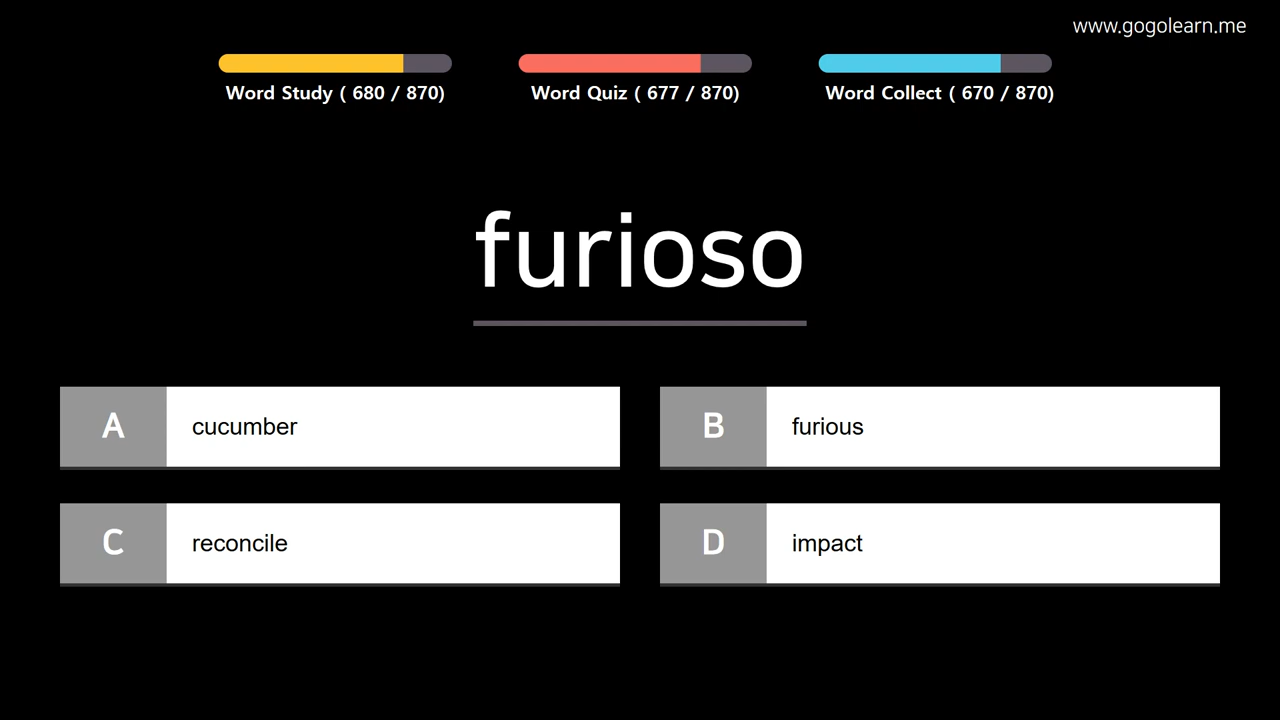 www.gogolearn.me
Word Study ( 680 / 870)
Word Quiz ( 677 / 870)
Word Collect ( 670 / 870)
furioso
A cucumber
B furious
C reconcile
D impact